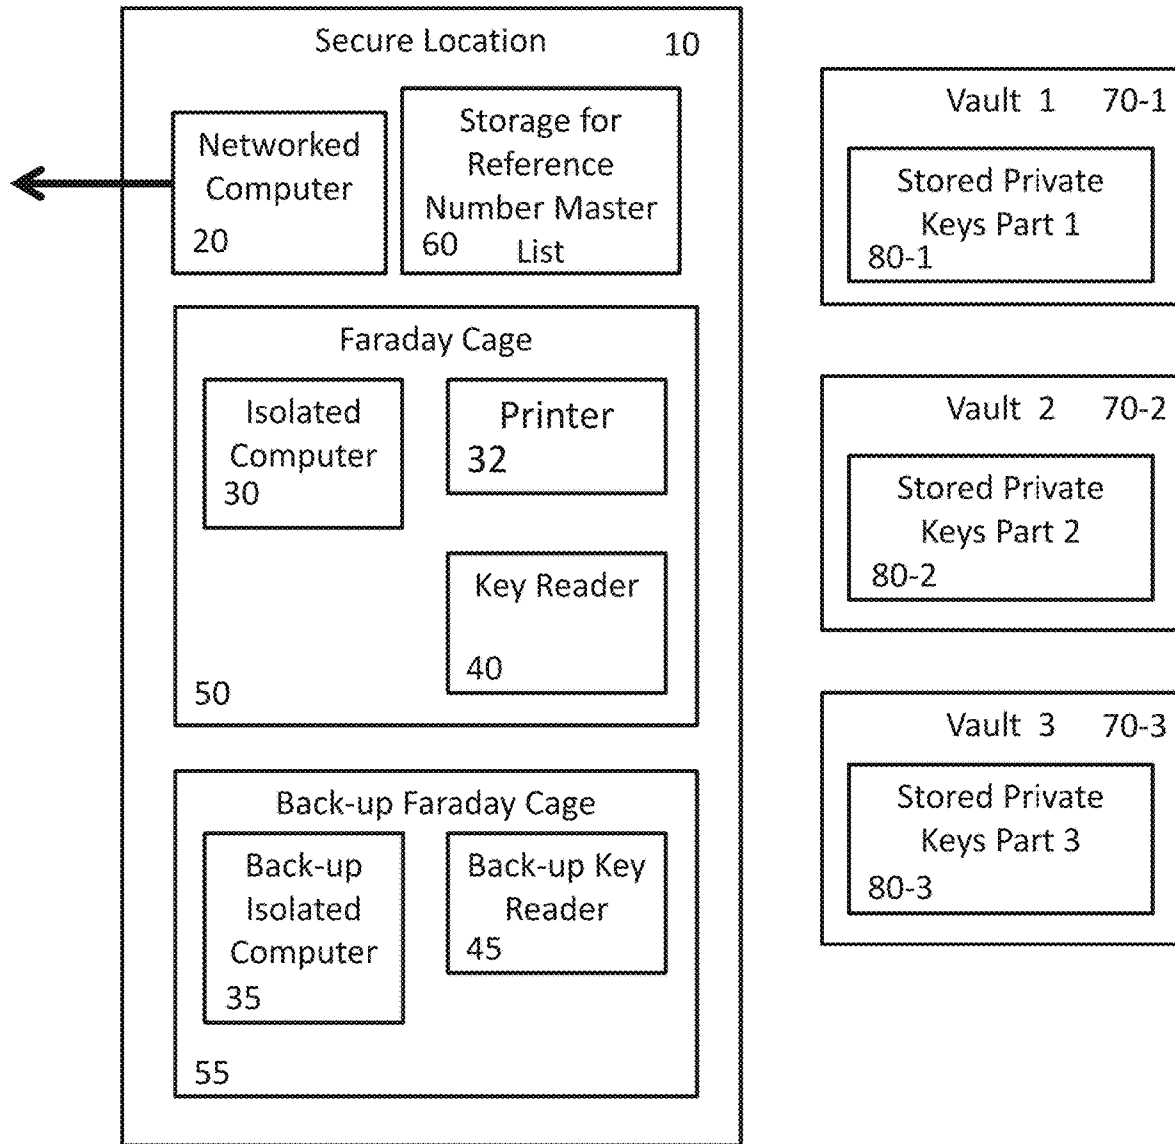 Secure Location 10
Networked
Computer
20
Storage for
Reference
Number Master
60 List
Faraday Cage
Isolated
Computer
30
Printer
32
Key Reader
40
50
Back-up Faraday Cage
Back-up
Isolated
Computer
35
Back-up Key
Reader
45
55
Vault 1 70-1
Stored Private
Keys Part 1
80-1
Vault 2 70-2
Stored Private
Keys Part 2
80-2
Vault 3 70-3
Stored Private
Keys Part 3
80-3